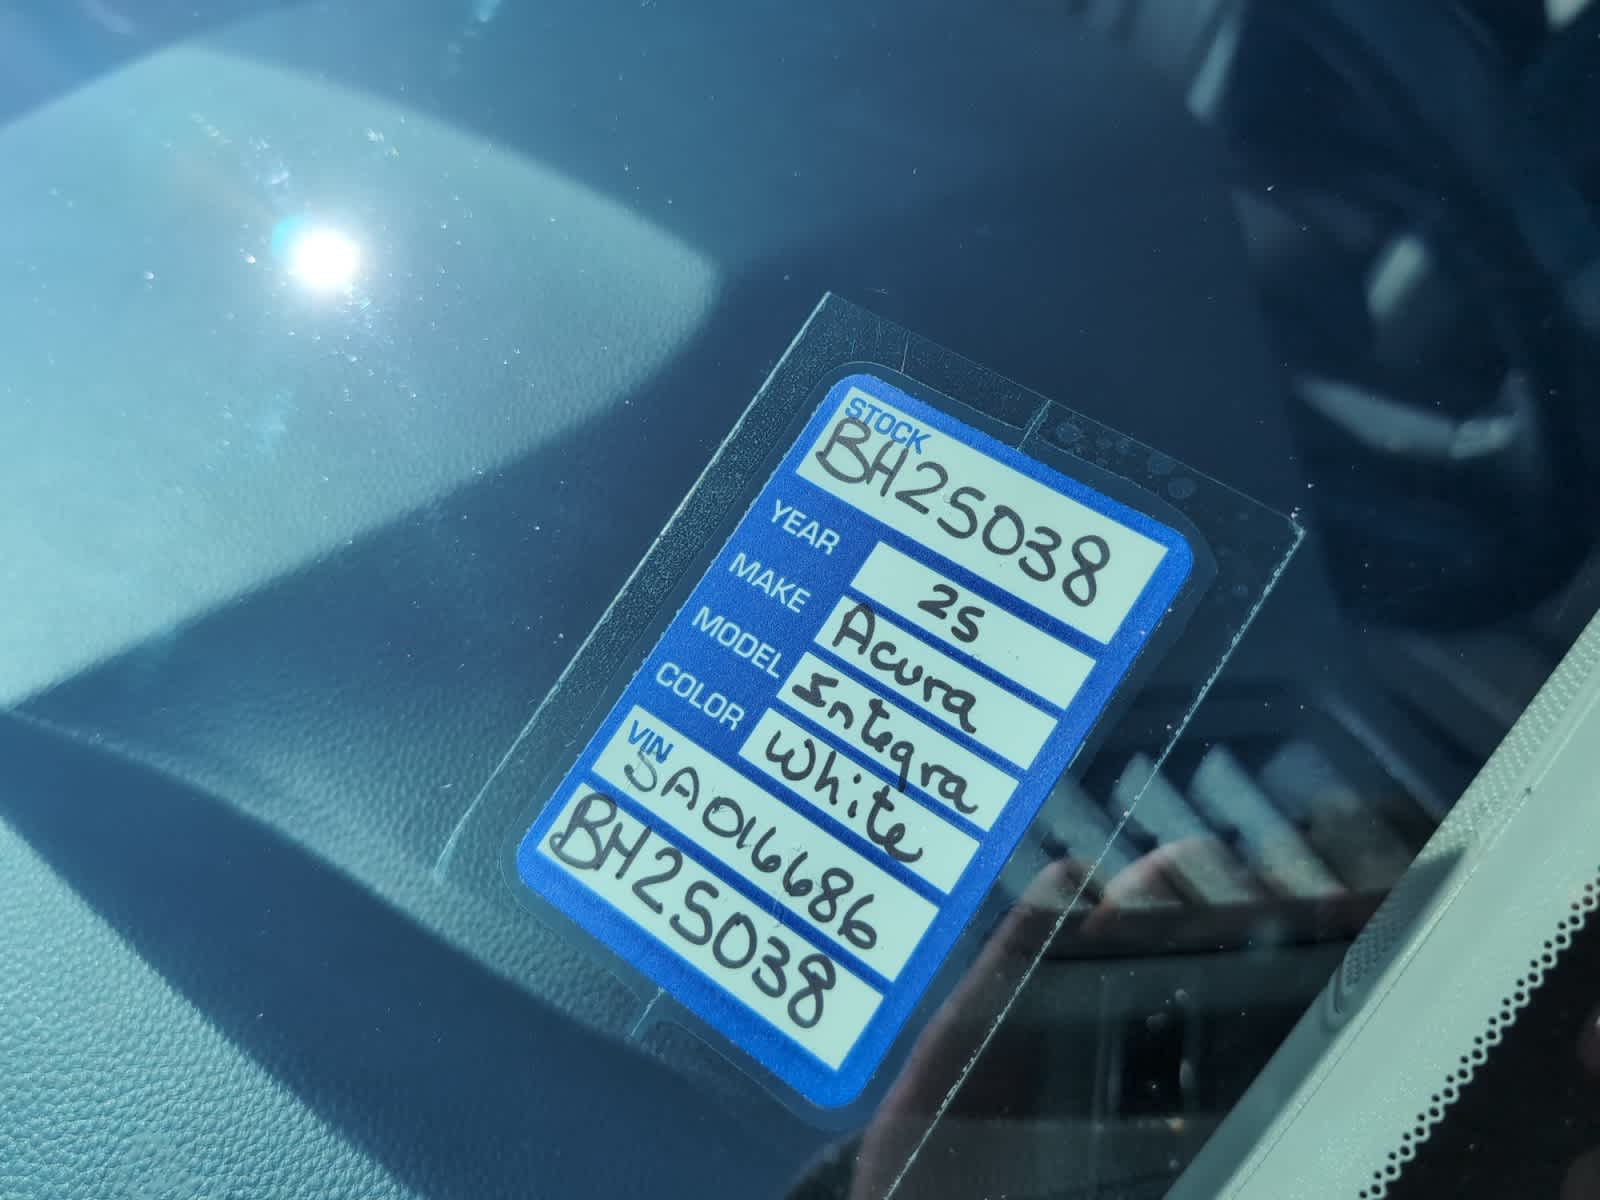 STOCK
BH25038
YEAR 25
MAKE Acura
MODEL Integra
COLOR White
VIN
SA016686
BH25038